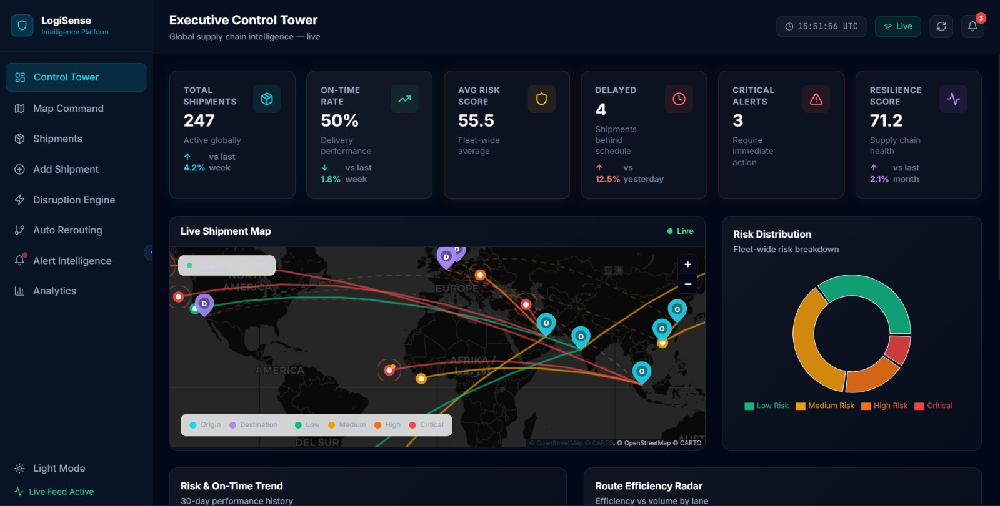 LogiSense
Intelligence Platform
Control Tower
Map Command
Shipments
Add Shipment
Disruption Engine
Auto Rerouting
Alert Intelligence
Analytics
Light Mode
Live Feed Active
Executive Control Tower
Global supply chain intelligence — live
15:51:56 UTC
Live
3
TOTAL
SHIPMENTS
247
Active globally
↑ 4.2% vs last week
ON-TIME
RATE
50%
Delivery
performance
↓ 1.8% vs last week
AVG RISK
SCORE
55.5
Fleet-wide
average
DELAYED
4
Shipments
behind
schedule
↑ 12.5% vs yesterday
CRITICAL
ALERTS
3
Require
immediate
action
RESILIENCE
SCORE
71.2
Supply chain
health
↑ 2.1% vs last month
Live Shipment Map
Live
+
−
D
D
D
O
O
O
O
O
NORTH
AMERICA
EUROPE
亚洲
AFRIKA /
AMÉRICA
DEL SUR
AUST
Origin Destination Low Medium High Critical
© OpenStreetMap © CARTO, © OpenStreetMap © CARTO
Risk Distribution
Fleet-wide risk breakdown
Low Risk Medium Risk High Risk Critical
Risk & On-Time Trend
30-day performance history
Route Efficiency Radar
Efficiency vs volume by lane